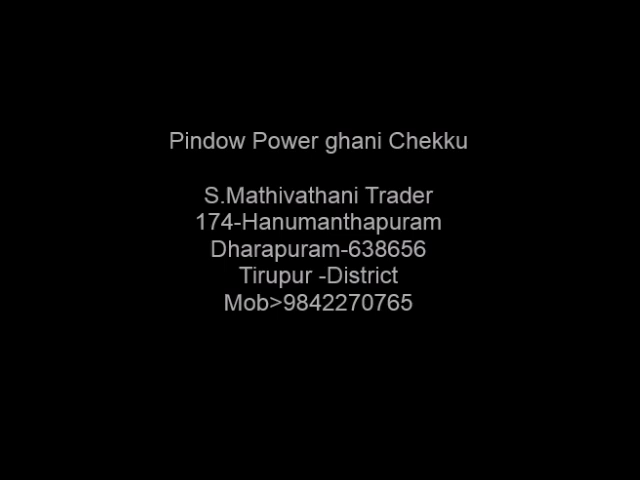 Pindow Power ghani Chekku
S.Mathivathani Trader
174-Hanumanthapuram
Dharapuram-638656
Tirupur -District
Mob>9842270765